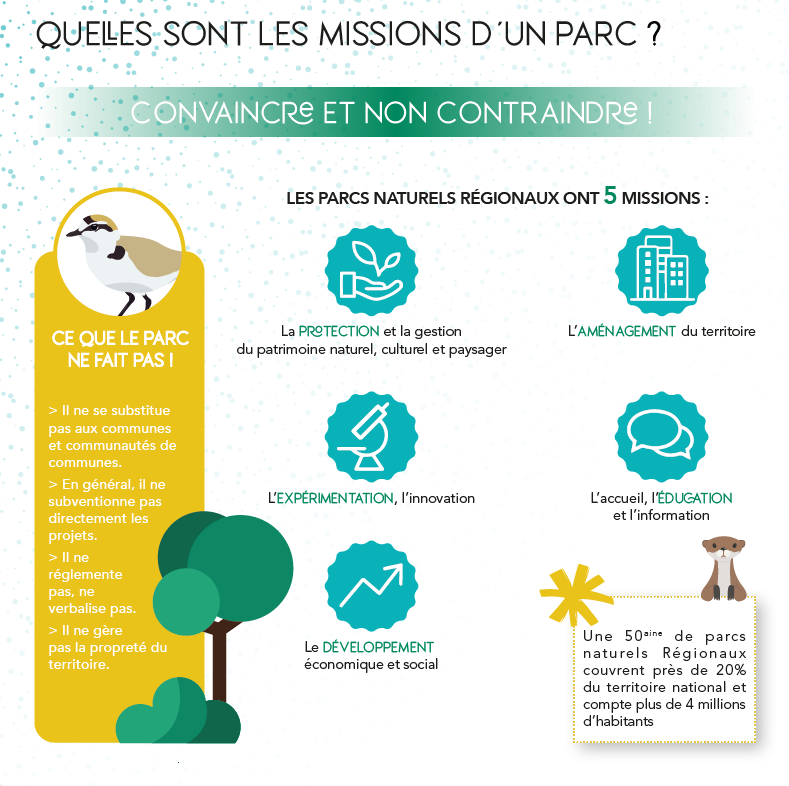 QUELLES SONT LES MISSIONS D'UN PARC ?
CONVAINCRE ET NON CONTRAINDRE !
LES PARCS NATURELS RÉGIONAUX ONT 5 MISSIONS :
La PROTECTION et la gestion
du patrimoine naturel, culturel et paysager
L'AMÉNAGEMENT du territoire
L'EXPÉRIMENTATION, l'innovation
L'accueil, l'ÉDUCATION
et l'information
Le DÉVELOPPEMENT
économique et social
CE QUE LE PARC
NE FAIT PAS !
> Il ne se substitue
pas aux communes
et communautés de
communes.
> En général, il ne
subventionne pas
directement les
projets.
> Il ne
réglemente
pas, ne
verbalise pas.
> Il ne gère
pas la propreté du
territoire.
Une 50aine de parcs
naturels Régionaux
couvrent près de 20%
du territoire national et
compte plus de 4 millions
d'habitants